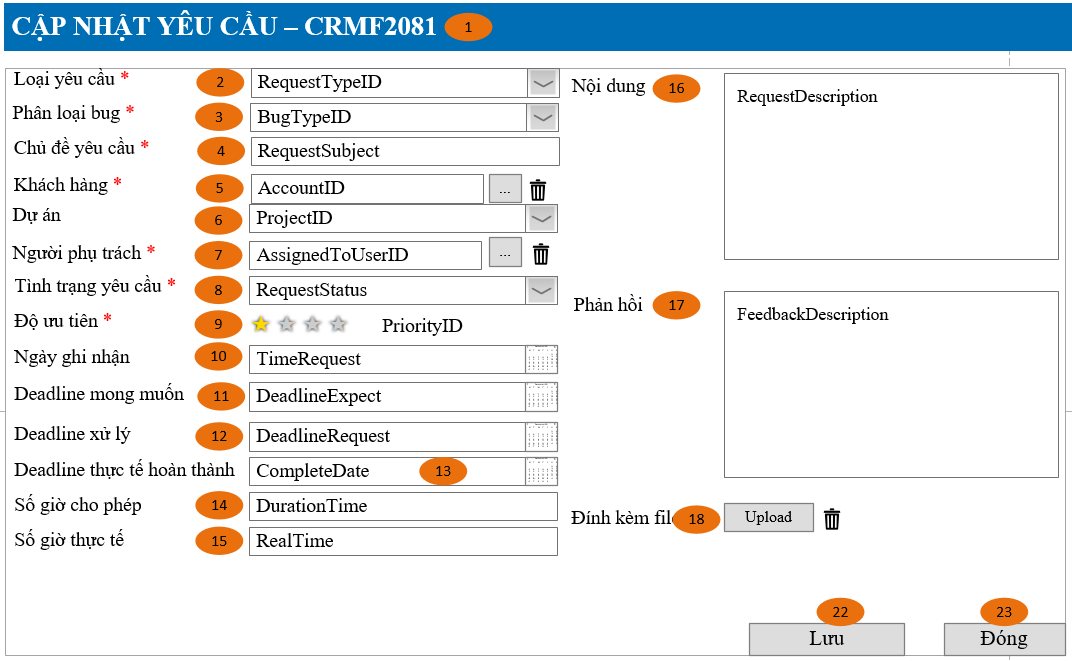 CẬP NHẬT YÊU CẦU – CRMF2081 1
Loại yêu cầu * 2 RequestTypeID
Phân loại bug * 3 BugTypeID
Chủ đề yêu cầu * 4 RequestSubject
Khách hàng * 5 AccountID ...
Dự án 6 ProjectID
Người phụ trách * 7 AssignedToUserID ...
Tình trạng yêu cầu * 8 RequestStatus
Độ ưu tiên * 9 PriorityID
Ngày ghi nhận 10 TimeRequest
Deadline mong muốn 11 DeadlineExpect
Deadline xử lý 12 DeadlineRequest
Deadline thực tế hoàn thành CompleteDate 13
Số giờ cho phép 14 DurationTime
Số giờ thực tế 15 RealTime
Nội dung 16 RequestDescription
Phản hồi 17 FeedbackDescription
Đính kèm file 18 Upload
22 23
Lưu Đóng